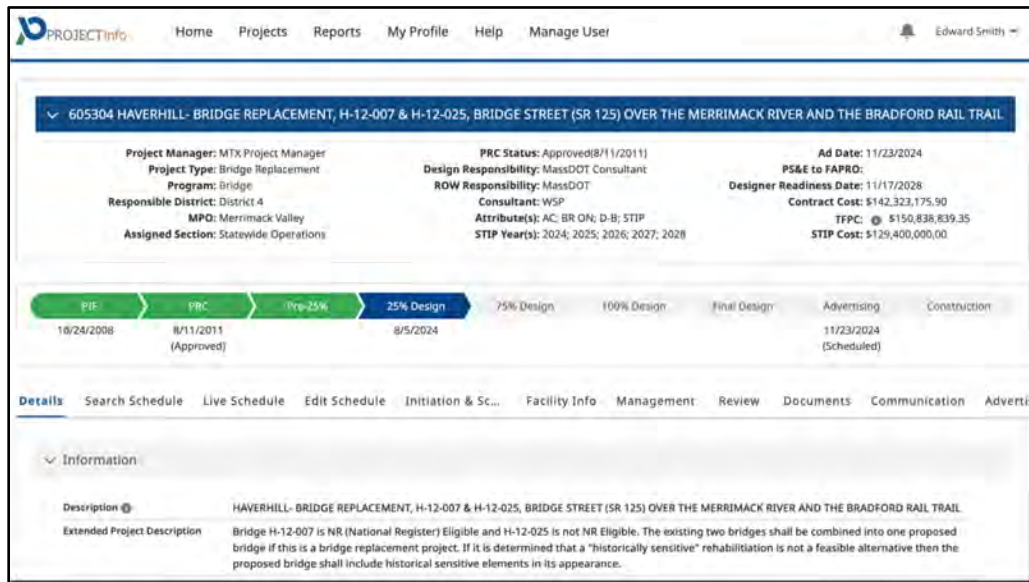 PROJECTInfo Home Projects Reports My Profile Help Manage User Edward Smith
605304 HAVERHILL- BRIDGE REPLACEMENT, H-12-007 & H-12-025, BRIDGE STREET (SR 125) OVER THE MERRIMACK RIVER AND THE BRADFORD RAIL TRAIL
Project Manager: MTX Project Manager PRC Status: Approved(8/11/2011) Ad Date: 11/23/2024
Project Type: Bridge Replacement Design Responsibility: MassDOT Consultant PS&E to FAPRO:
Program: Bridge ROW Responsibility: MassDOT Designer Readiness Date: 11/17/2028
Responsible District: District 4 Consultant: WSP Contract Cost: $142,323,175.90
MPO: Merrimack Valley Attribute(s): AC; BR ON; D-B; STIP TFPC: $150,838,839.35
Assigned Section: Statewide Operations STIP Year(s): 2024; 2025; 2026; 2027; 2028 STIP Cost: $129,400,000.00
PIF PRC Pre-25% 25% Design 75% Design 100% Design Final Design Advertising Construction
10/24/2008 8/11/2011 8/5/2024 11/23/2024
(Approved) (Scheduled)
Details Search Schedule Live Schedule Edit Schedule Initiation & Sc... Facility Info Management Review Documents Communication Adverti
Information
Description HAVERHILL- BRIDGE REPLACEMENT, H-12-007 & H-12-025, BRIDGE STREET (SR 125) OVER THE MERRIMACK RIVER AND THE BRADFORD RAIL TRAIL
Extended Project Description Bridge H-12-007 is NR (National Register) Eligible and H-12-025 is not NR Eligible. The existing two bridges shall be combined into one proposed
bridge if this is a bridge replacement project. If it is determined that a "historically sensitive" rehabilitiation is not a feasible alternative then the
proposed bridge shall include historical sensitive elements in its appearance.